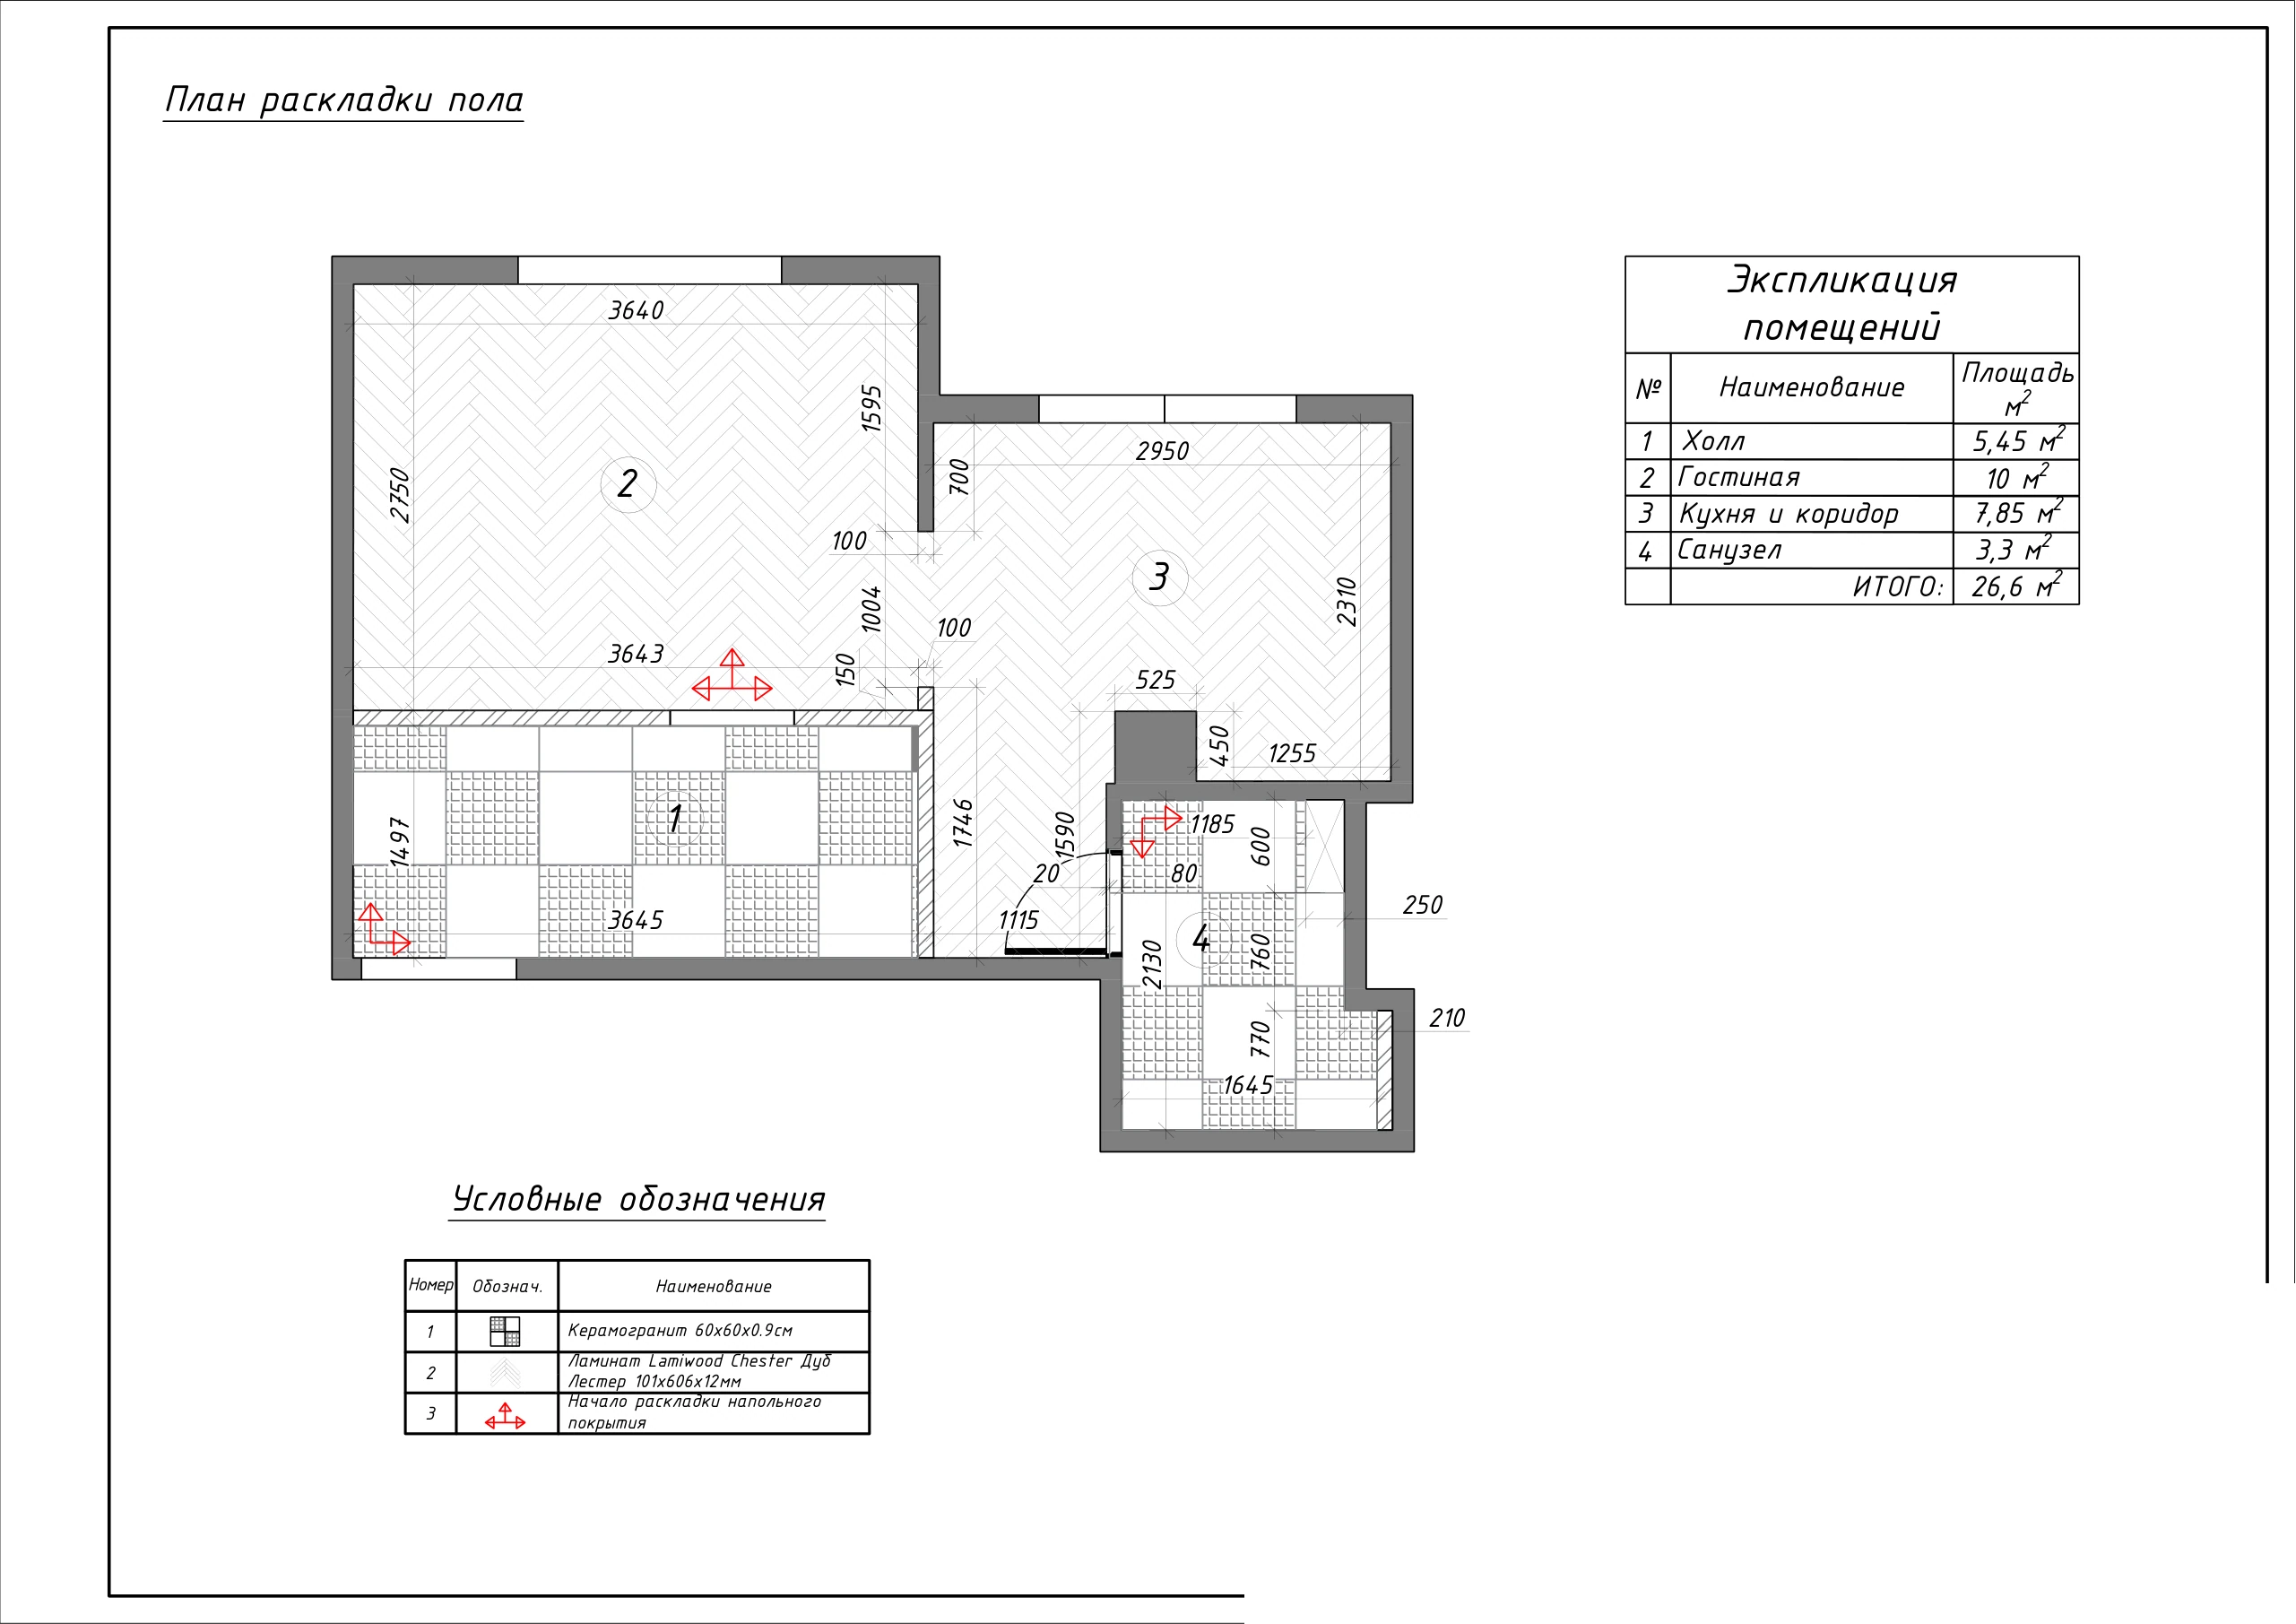 План раскладки пола
Экспликация
помещений
№ Наименование Площадь м²
1 Холл 5,45 м²
2 Гостиная 10 м²
3 Кухня и коридор 7,85 м²
4 Санузел 3,3 м²
ИТОГО: 26,6 м²
3640
1595
2950
700
2750
2
100
3
1004
2310
100
3643
150
525
450
1255
1
1497
1746
1590
1185
600
20
80
3645
1115
250
4
760
2130
210
770
1645
Условные обозначения
Номер Обознач. Наименование
1 Керамогранит 60х60х0.9см
2 Ламинат Lamiwood Chester Дуб
Лестер 101х606х12мм
3 Начало раскладки напольного
покрытия